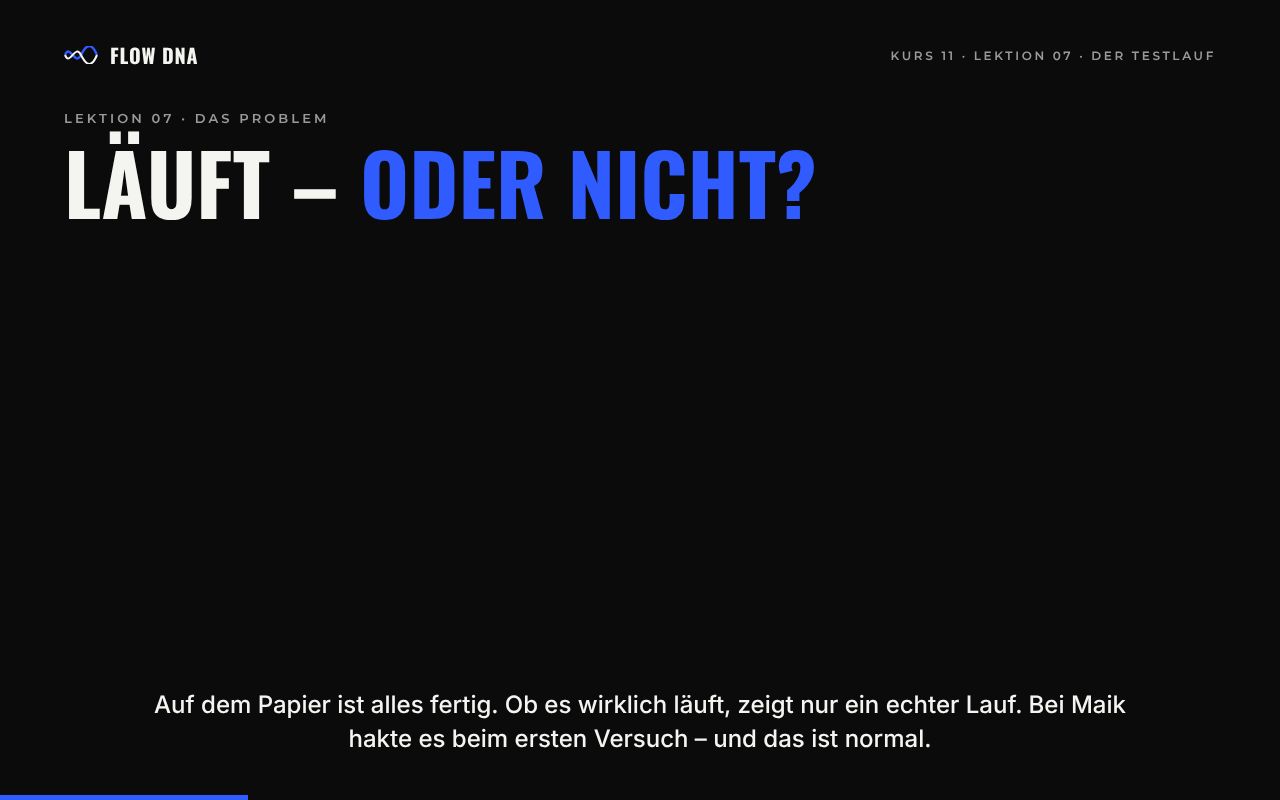 FLOW DNA
KURS 11 · LEKTION 07 · DER TESTLAUF
LEKTION 07 · DAS PROBLEM
LÄUFT – ODER NICHT?
Auf dem Papier ist alles fertig. Ob es wirklich läuft, zeigt nur ein echter Lauf. Bei Maik
hakte es beim ersten Versuch – und das ist normal.